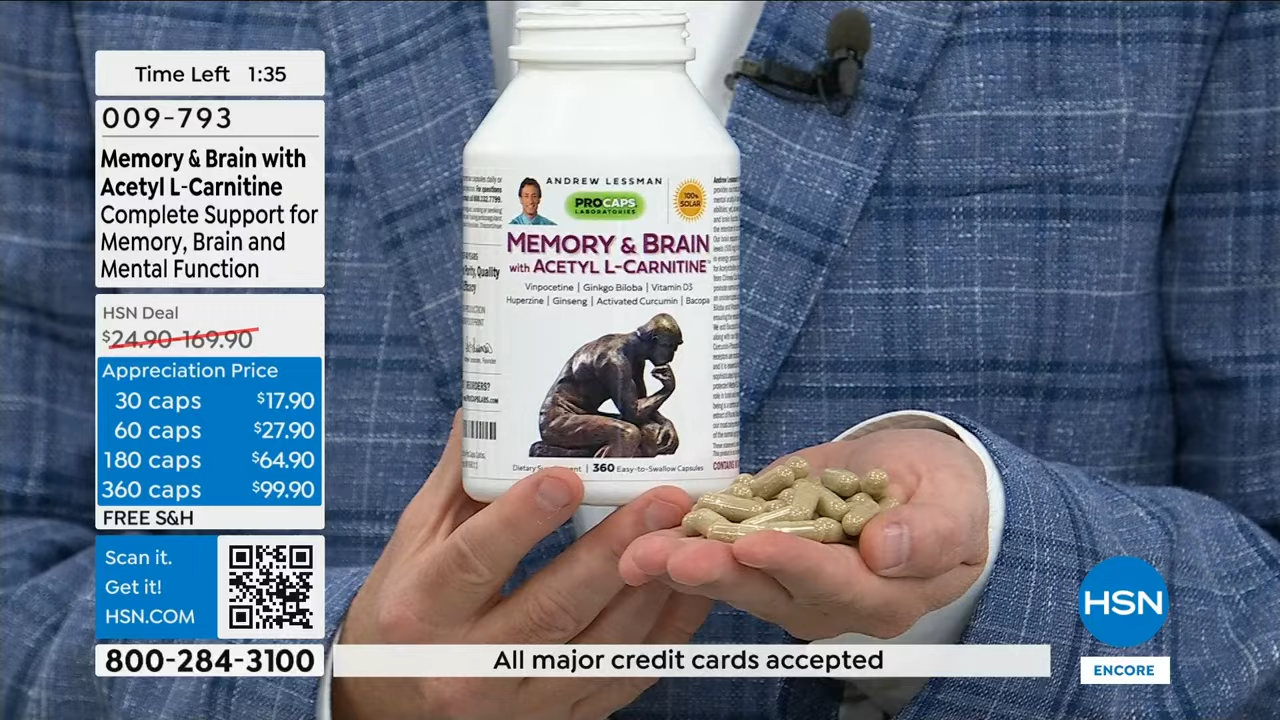 Time Left 1:35
009-793
Memory & Brain with
Acetyl L-Carnitine
Complete Support for
Memory, Brain and
Mental Function
HSN Deal
$24.90-169.90
Appreciation Price
30 caps $17.90
60 caps $27.90
180 caps $64.90
360 caps $99.90
FREE S&H
Scan it.
Get it!
HSN.COM
800-284-3100
All major credit cards accepted
HSN
ENCORE
ANDREW LESSMAN
PROCAPS
LABORATORIES
100%
SOLAR
MEMORY & BRAIN
with ACETYL L-CARNITINE
Vinpocetine | Ginkgo Biloba | Vitamin D3
Huperzine | Ginseng | Activated Curcumin | Bacopa
Dietary | 360 Easy-to-Swallow Capsules